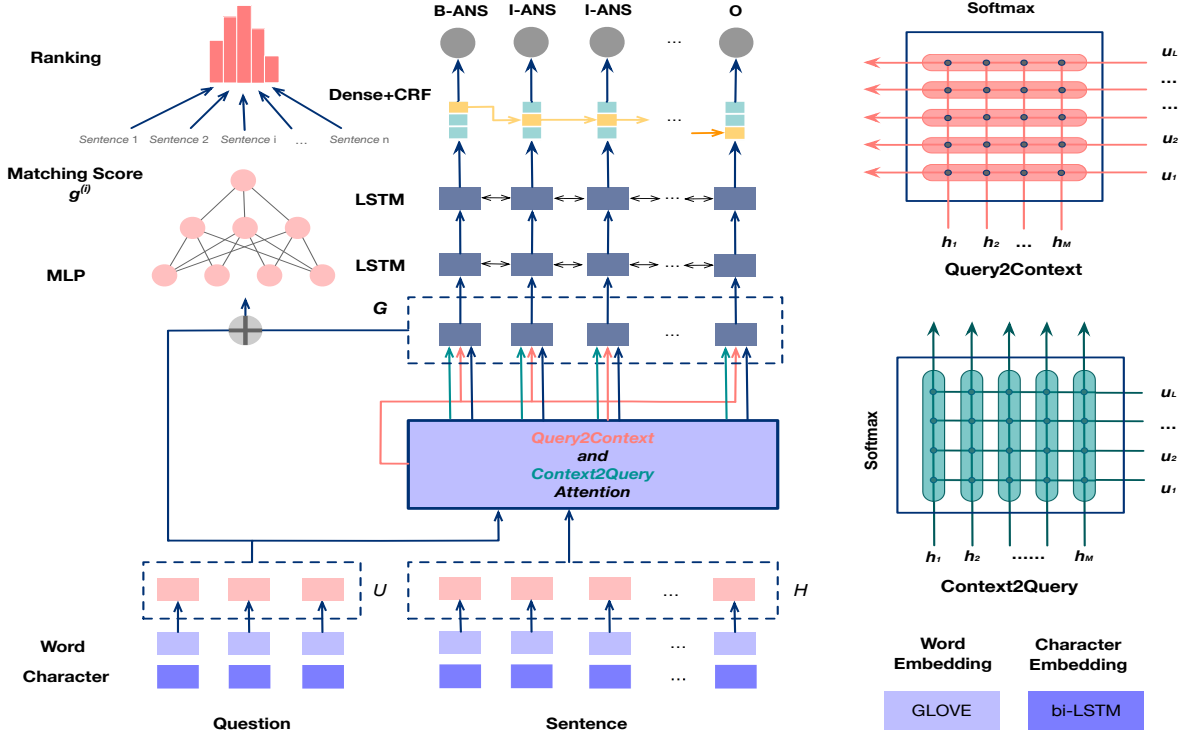 B-ANS I-ANS I-ANS ... O
Ranking
Dense+CRF
Sentence 1 Sentence 2 Sentence i ... Sentence n
...
Matching Score
g(i)
LSTM
...
MLP
LSTM
...
G
...
Query2Context
and
Context2Query
Attention
U
...
H
Word
...
Character
...
Question
Sentence
Softmax
uL
...
...
u2
u1
h1 h2 ... hM
Query2Context
Softmax
uL
...
u2
u1
h1 h2 ...... hM
Context2Query
Word
Embedding
Character
Embedding
GLOVE
bi-LSTM